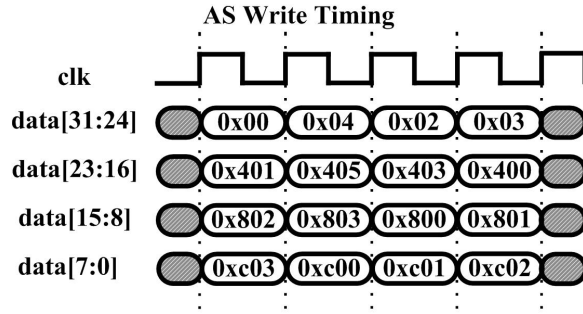 AS Write Timing
clk
data[31:24] 0x00 0x04 0x02 0x03
data[23:16] 0x401 0x405 0x403 0x400
data[15:8] 0x802 0x803 0x800 0x801
data[7:0] 0xc03 0xc00 0xc01 0xc02